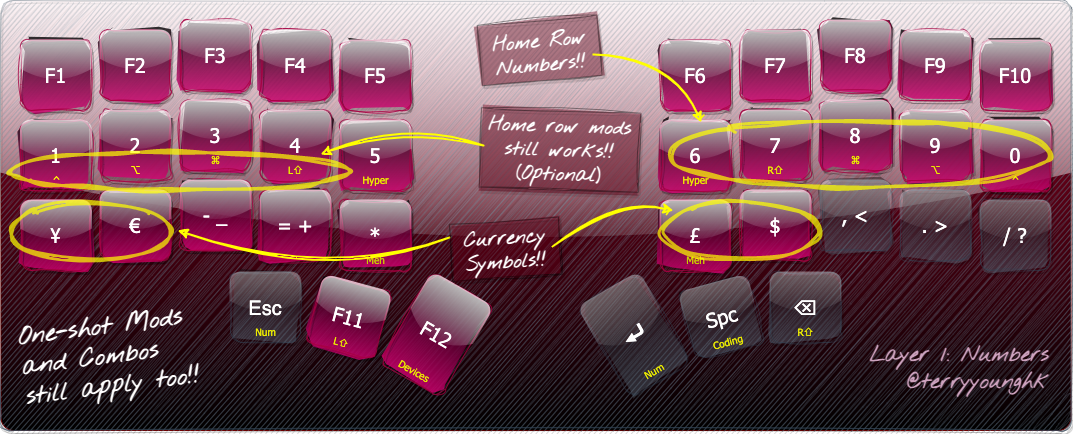 F1 F2 F3 F4 F5
Home Row
Numbers!!
F6 F7 F8 F9 F10
1 2 3 4 5
^ ⌥ ⌘ L⇧ Hyper
Home row mods
still works!!
(Optional)
6 7 8 9 0
Hyper R⇧ ⌘ ⌥ ^
¥ € - _ = + *
Meh
Currency
Symbols!!
£ $ , < . > / ?
Meh
Esc F11 F12
Num L⇧ Devices
↵ Spc ⌫
Num Coding R⇧
One-shot Mods
and Combos
still apply too!!
Layer 1: Numbers
@terryyounghk